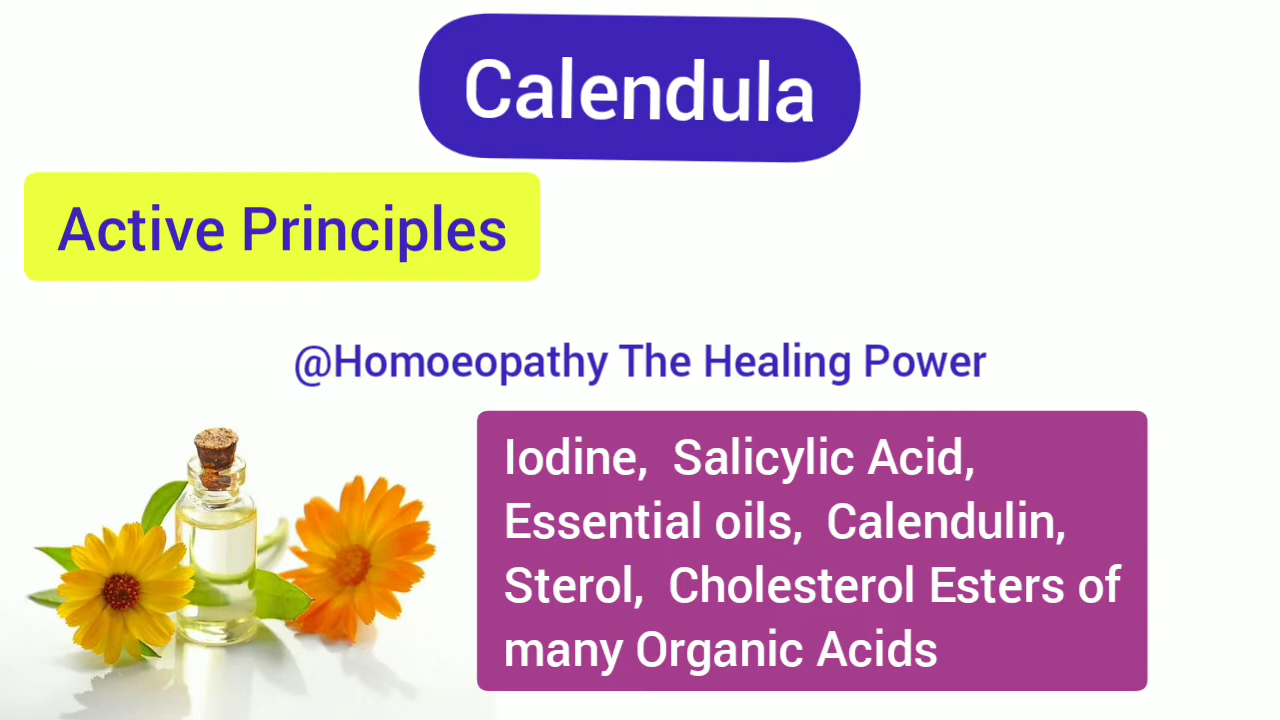 Calendula
Active Principles
@Homoeopathy The Healing Power
Iodine, Salicylic Acid,
Essential oils, Calendulin,
Sterol, Cholesterol Esters of
many Organic Acids